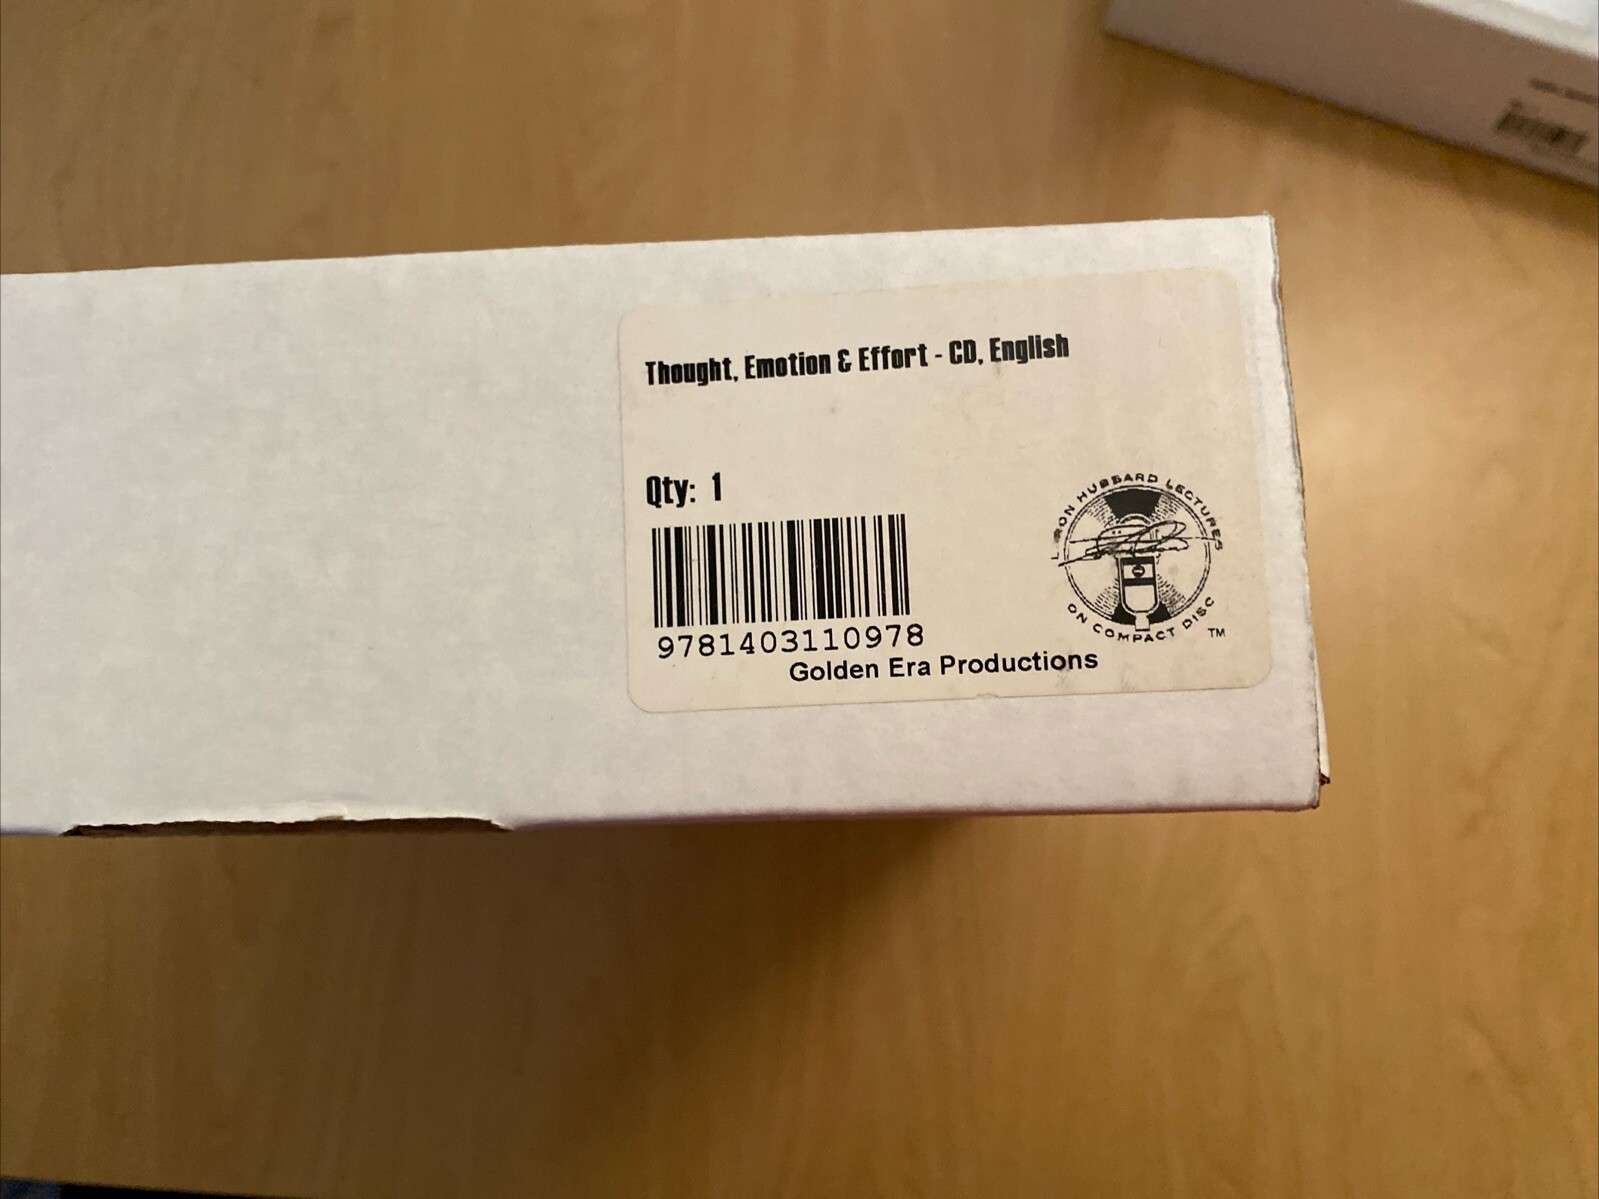 Thought, Emotion & Effort - CD, English
Qty: 1
9781403110978
L. RON HUBBARD LECTURES
ON COMPACT DISC
TM
Golden Era Productions